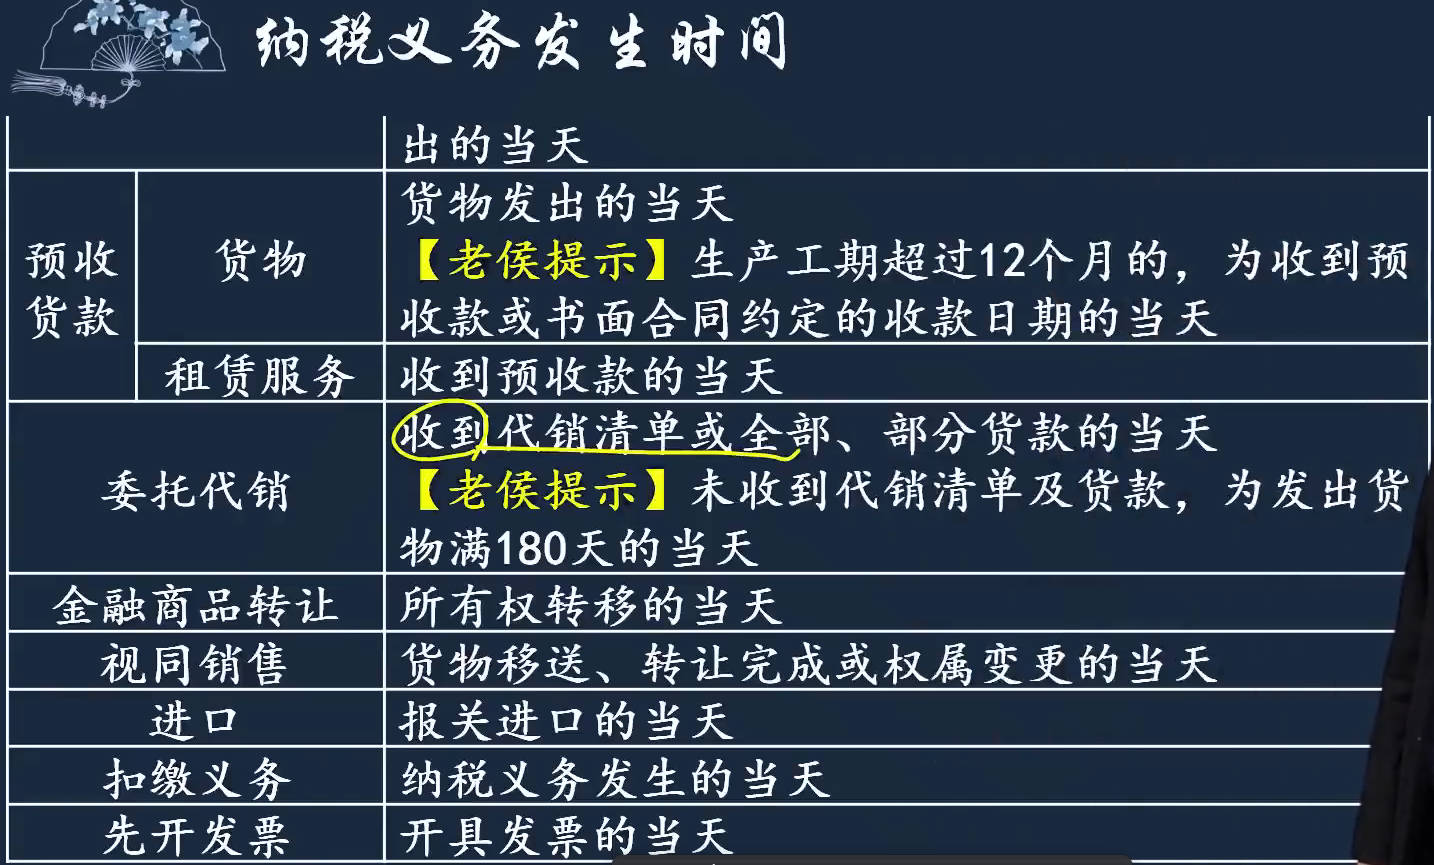 纳税义务发生时间
出的当天
预收
货款
货物
货物发出的当天
【老侯提示】生产工期超过12个月的，为收到预
收款或书面合同约定的收款日期的当天
租赁服务
收到预收款的当天
委托代销
收到代销清单或全部、部分货款的当天
【老侯提示】未收到代销清单及货款，为发出货
物满180天的当天
金融商品转让
所有权转移的当天
视同销售
货物移送、转让完成或权属变更的当天
进口
报关进口的当天
扣缴义务
纳税义务发生的当天
先开发票
开具发票的当天